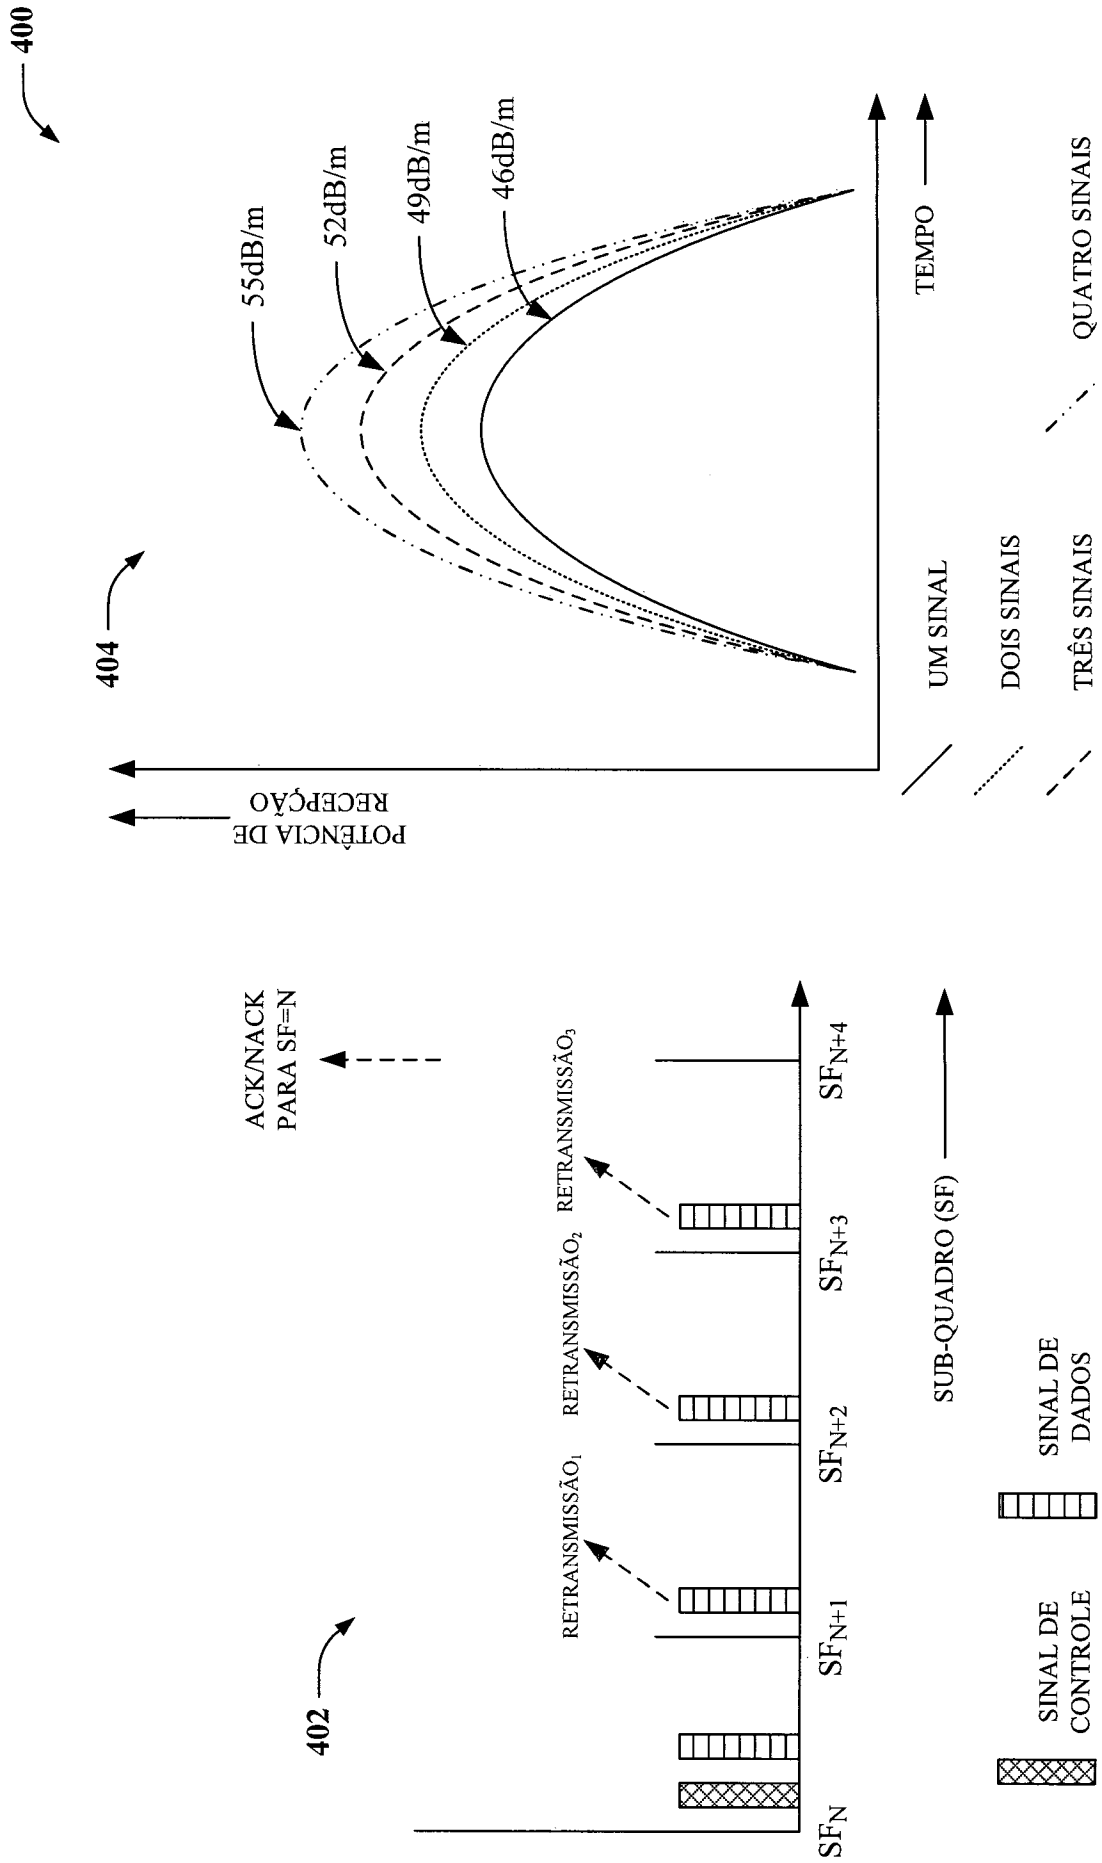 400
402
ACK/NACK
PARA SF=N
RETRANSMISSÃO1
RETRANSMISSÃO2
RETRANSMISSÃO3
SFN
SFN+1
SFN+2
SFN+3
SFN+4
SUB-QUADRO (SF)
SINAL DE
CONTROLE
SINAL DE
DADOS
404
POTÊNCIA DE
RECEPÇÃO
55dB/m
52dB/m
49dB/m
46dB/m
TEMPO
UM SINAL
DOIS SINAIS
TRÊS SINAIS
QUATRO SINAIS